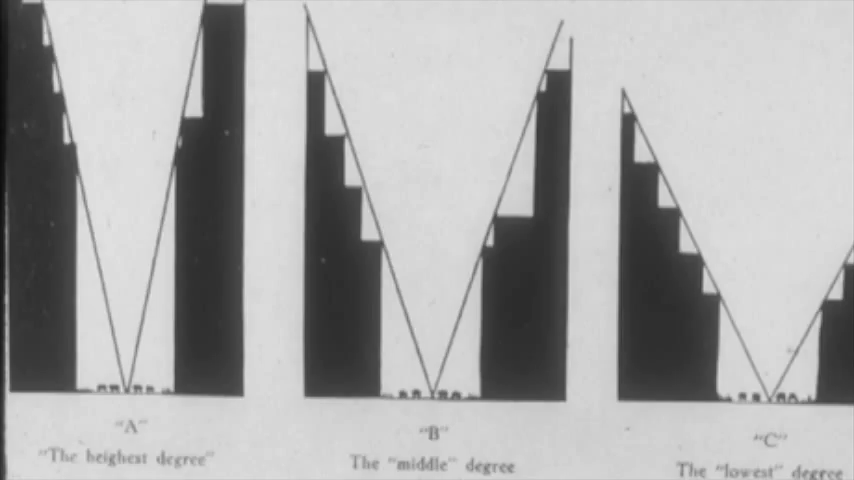 "A"
"The heighest degree"
"B"
The "middle" degree
"C"
The "lowest" degree